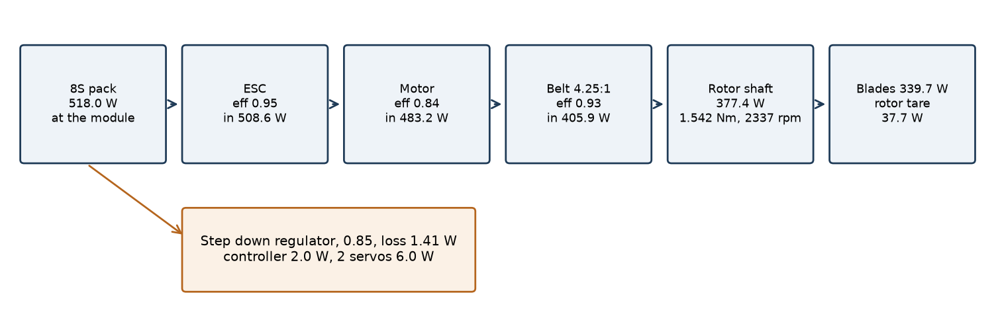 8S pack
518.0 W
at the module
ESC
eff 0.95
in 508.6 W
Motor
eff 0.84
in 483.2 W
Belt 4.25:1
eff 0.93
in 405.9 W
Rotor shaft
377.4 W
1.542 Nm, 2337 rpm
Blades 339.7 W
rotor tare
37.7 W
Step down regulator, 0.85, loss 1.41 W
controller 2.0 W, 2 servos 6.0 W